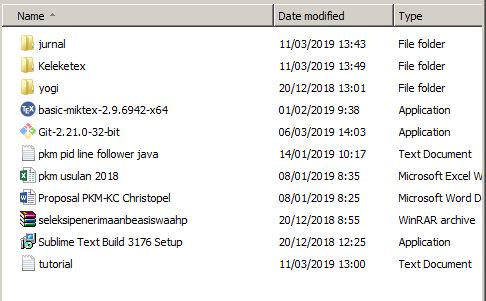 Name Date modified Type
jurnal 11/03/2019 13:43 File folder
Keleketex 11/03/2019 13:49 File folder
yogi 20/12/2018 13:01 File folder
TEX basic-miktex-2.9.6942-x64 01/02/2019 9:38 Application
Git-2.21.0-32-bit 06/03/2019 14:03 Application
pkm pid line follower java 14/01/2019 10:17 Text Document
pkm usulan 2018 08/01/2019 8:35 Microsoft Excel W
Proposal PKM-KC Christopel 08/01/2019 8:25 Microsoft Word D
seleksipenerimaanbeasiswaahp 20/12/2018 8:55 WinRAR archive
Sublime Text Build 3176 Setup 20/12/2018 12:25 Application
tutorial 11/03/2019 13:00 Text Document